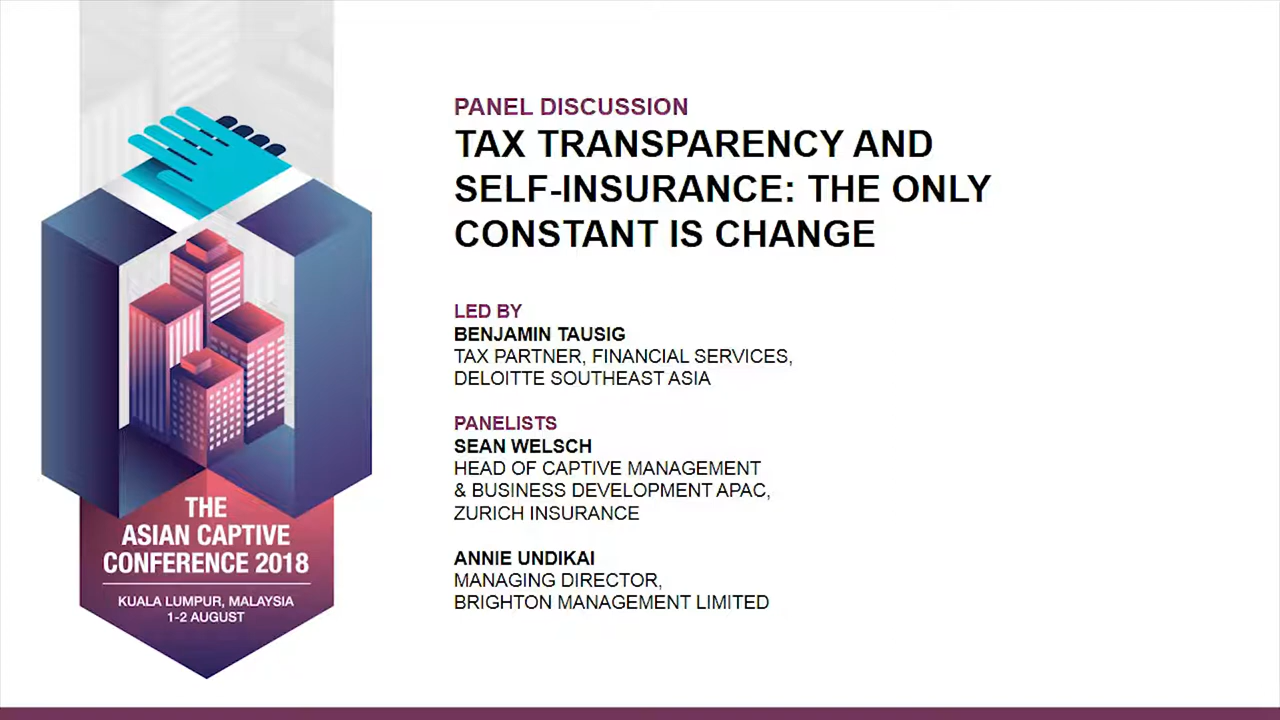 PANEL DISCUSSION
TAX TRANSPARENCY AND
SELF-INSURANCE: THE ONLY
CONSTANT IS CHANGE
LED BY
BENJAMIN TAUSIG
TAX PARTNER, FINANCIAL SERVICES,
DELOITTE SOUTHEAST ASIA
PANELISTS
SEAN WELSCH
HEAD OF CAPTIVE MANAGEMENT
& BUSINESS DEVELOPMENT APAC,
ZURICH INSURANCE
ANNIE UNDIKAI
MANAGING DIRECTOR,
BRIGHTON MANAGEMENT LIMITED
THE
ASIAN CAPTIVE
CONFERENCE 2018
KUALA LUMPUR, MALAYSIA
1-2 AUGUST